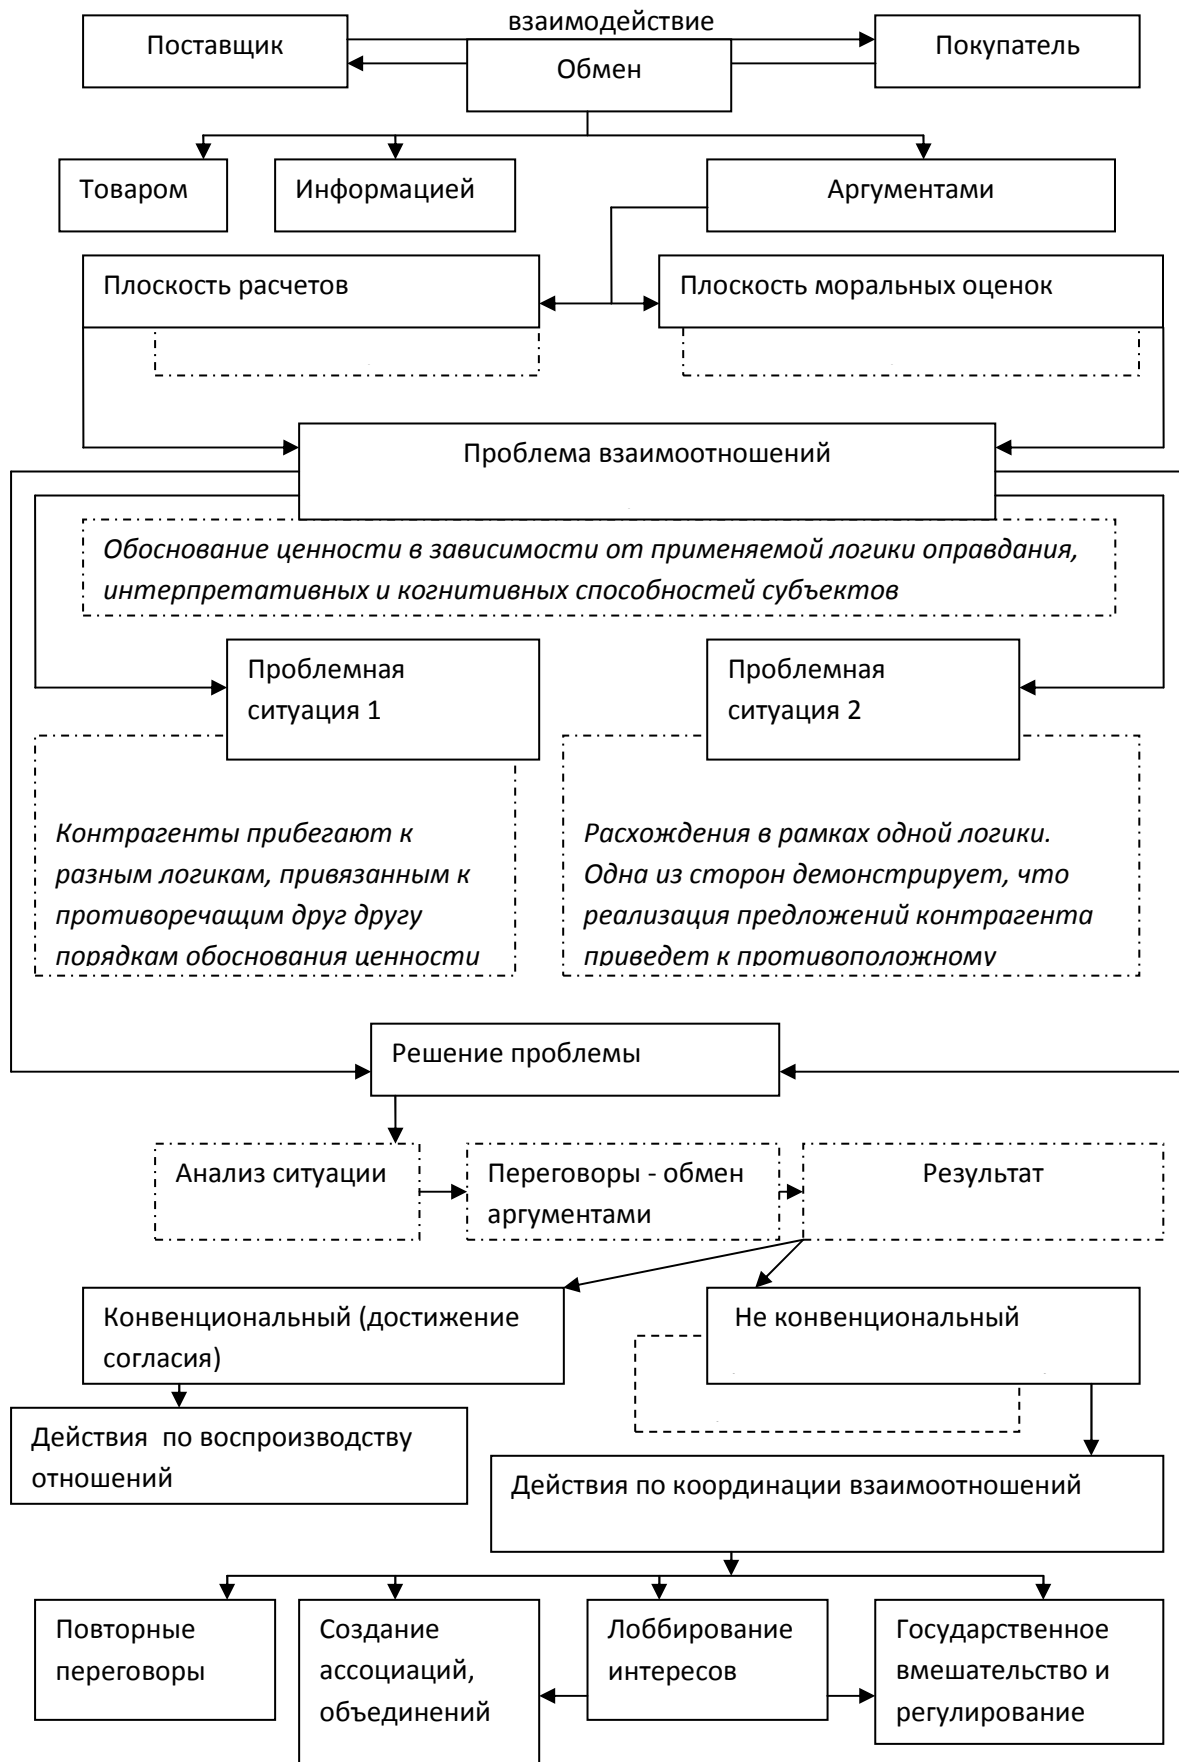 взаимодействие
Поставщик
Покупатель
Обмен
Товаром
Информацией
Аргументами
Плоскость расчетов
Плоскость моральных оценок
Проблема взаимоотношений
Обоснование ценности в зависимости от применяемой логики оправдания,
интерпретативных и когнитивных способностей субъектов
Проблемная
ситуация 1
Проблемная
ситуация 2
Контрагенты прибегают к
разным логикам, привязанным к
противоречащим друг другу
порядкам обоснования ценности
Расхождения в рамках одной логики.
Одна из сторон демонстрирует, что
реализация предложений контрагента
приведет к противоположному
Решение проблемы
Анализ ситуации
Переговоры - обмен
аргументами
Результат
Конвенциональный (достижение
согласия)
Не конвенциональный
Действия по воспроизводству
отношений
Действия по координации взаимоотношений
Повторные
переговоры
Создание
ассоциаций,
объединений
Лоббирование
интересов
Государственное
вмешательство и
регулирование